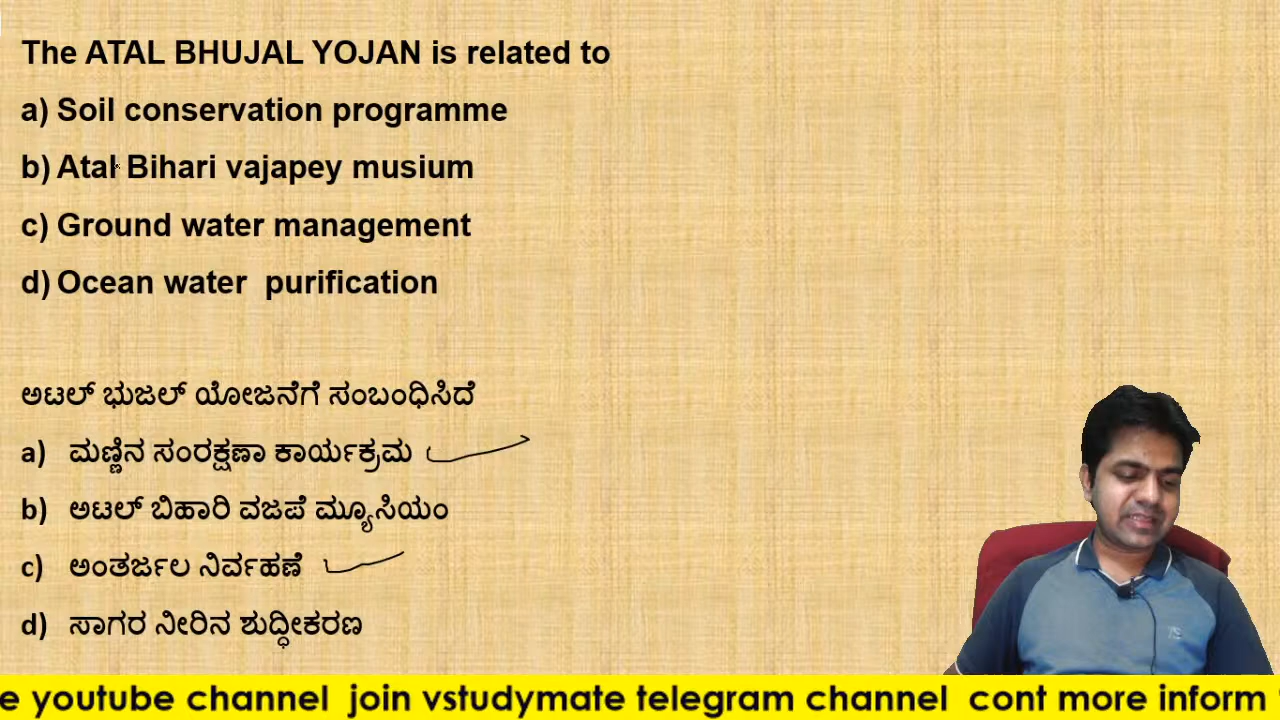 The ATAL BHUJAL YOJAN is related to
a) Soil conservation programme
b) Atal Bihari vajapey musium
c) Ground water management
d) Ocean water purification
ಅಟಲ್ ಭುಜಲ್ ಯೋಜನೆಗೆ ಸಂಬಂಧಿಸಿದೆ
a) ಮಣ್ಣಿನ ಸಂರಕ್ಷಣಾ ಕಾರ್ಯಕ್ರಮ
b) ಅಟಲ್ ಬಿಹಾರಿ ವಜಪೆ ಮ್ಯೂಸಿಯಂ
c) ಅಂತರ್ಜಲ ನಿರ್ವಹಣೆ
d) ಸಾಗರ ನೀರಿನ ಶುದ್ಧೀಕರಣ
e youtube channel join vstudymate telegram channel cont more inform